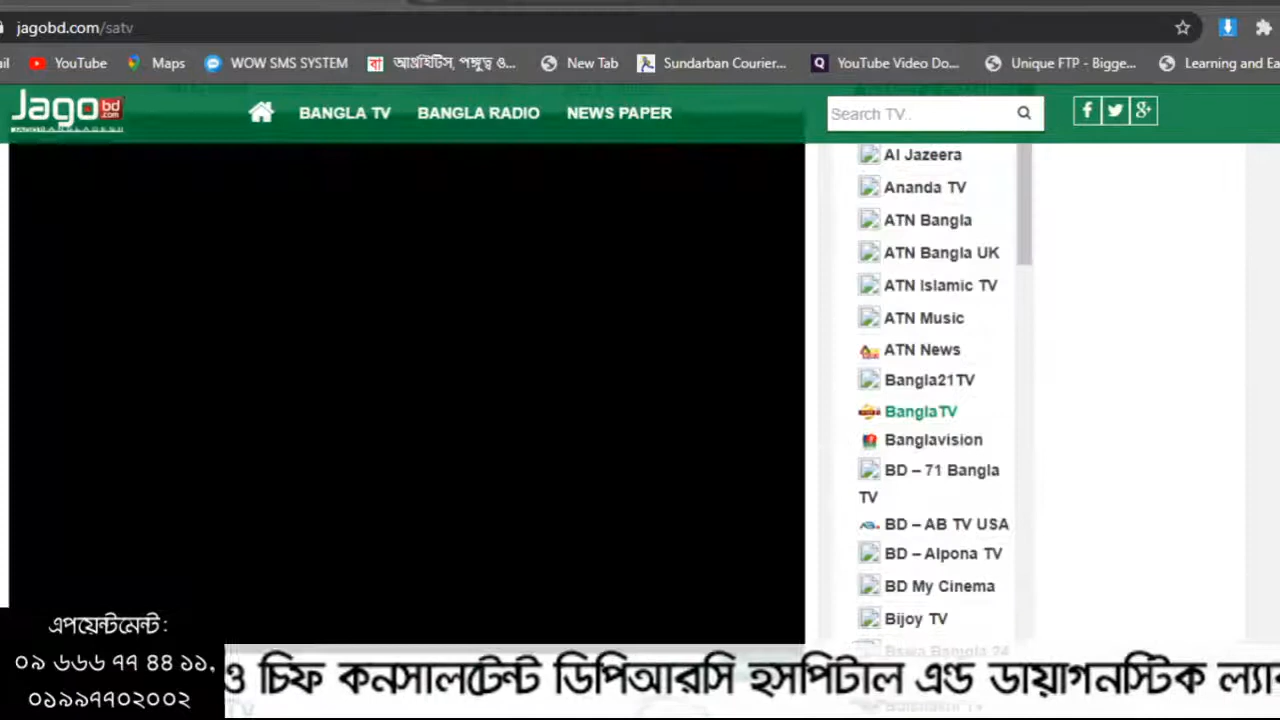 jagobd.com/satv
YouTube Maps WOW SMS SYSTEM New Tab Sundarban Courier... YouTube Video Do... Unique FTP - Bigge... Learning and Ea
Jago bd .com BANGLA TV BANGLA RADIO NEWS PAPER Search TV..
Al Jazeera
Ananda TV
ATN Bangla
ATN Bangla UK
ATN Islamic TV
ATN Music
ATN News
Bangla21TV
BanglaTV
Banglavision
BD – 71 Bangla
TV
BD – AB TV USA
BD – Alpona TV
BD My Cinema
Bijoy TV
এপয়েন্টমেন্ট:
০৯ ৬৬৬ ৭৭ ৪৪ ১১,
০১৯৯৭৭০২০০২
ও চিফ কনসালটেন্ট ডিপিআরসি হসপিটাল এন্ড ডায়াগনস্টিক ল্যা